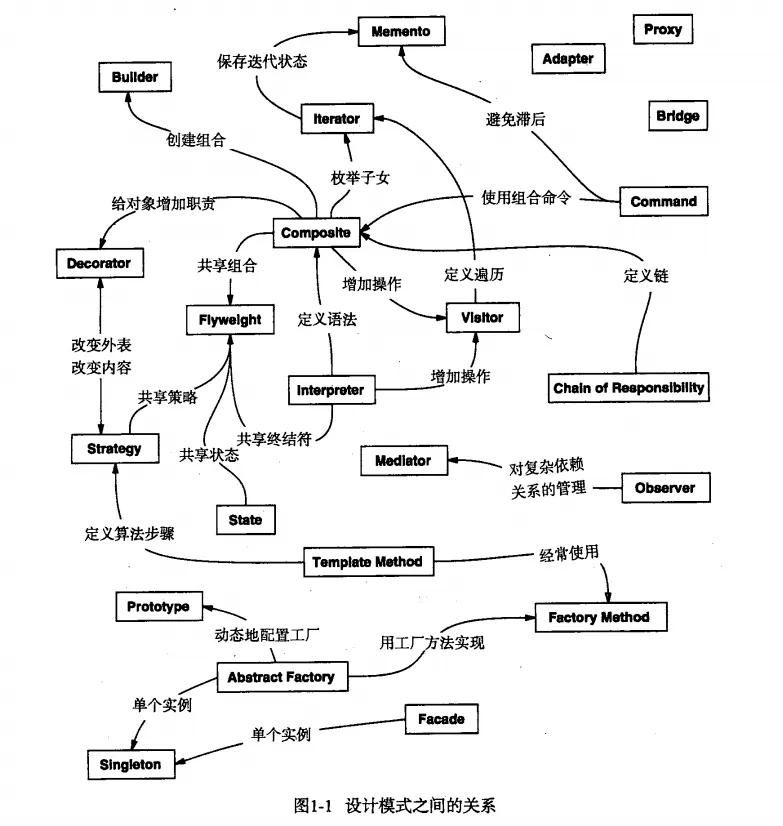 Memento
Proxy
Adapter
保存迭代状态
Builder
Iterator
避免滞后
Bridge
创建组合
枚举子女
给对象增加职责
使用组合命令
Command
Composite
Decorator
共享组合
增加操作
定义遍历
定义链
Flyweight
定义语法
Visitor
改变外表
改变内容
共享策略
Interpreter
增加操作
Chain of Responsibility
Strategy
共享状态
共享终结符
Mediator
对复杂依赖
关系的管理
Observer
State
定义算法步骤
Template Method
经常使用
Prototype
Factory Method
动态地配置工厂
用工厂方法实现
Abstract Factory
单个实例
Facade
单个实例
Singleton
图1-1 设计模式之间的关系